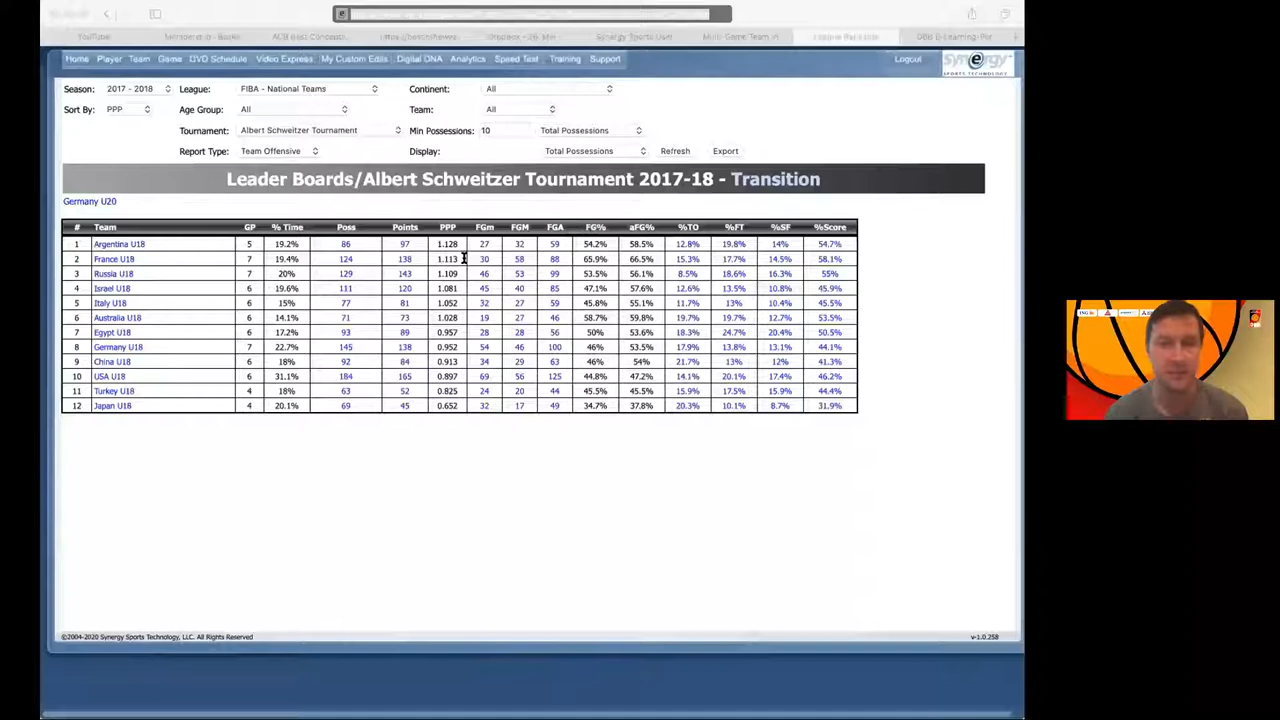 YouTube ACB Best Concepts. Synergy Sports User Multi-Game Team
Home Player Team Game DVD Schedule Video Express My Custom Edits Digital DNA Analytics Speed Test Training Support Logout synergy SPORTS TECHNOLOGY
Season: 2017 - 2018 League: FIBA - National Teams Continent: All
Sort By: PPP Age Group: All Team: All
Tournament: Albert Schweitzer Tournament Min Possessions: 10 Total Possessions
Report Type: Team Offensive Display: Total Possessions Refresh Export
Leader Boards/Albert Schweitzer Tournament 2017-18 - Transition
Germany U20
# Team GP % Time Poss Points PPP FGm FGM FGA FG% aFG% %TO %FT %SF %Score
1 Argentina U18 5 19.2% 86 97 1.128 27 32 59 54.2% 58.5% 12.8% 19.8% 14% 54.7%
2 France U18 7 19.4% 124 138 1.113 30 58 88 65.9% 66.5% 15.3% 17.7% 14.5% 58.1%
3 Russia U18 7 20% 129 143 1.109 46 53 99 53.5% 56.1% 8.5% 18.6% 16.3% 55%
4 Israel U18 6 19.6% 111 120 1.081 45 40 85 47.1% 57.6% 12.6% 13.5% 10.8% 45.9%
5 Italy U18 6 15% 77 81 1.052 32 27 59 45.8% 55.1% 11.7% 13% 10.4% 45.5%
6 Australia U18 6 14.1% 71 73 1.028 19 27 46 58.7% 59.8% 19.7% 19.7% 12.7% 53.5%
7 Egypt U18 6 17.2% 93 89 0.957 28 28 56 50% 53.6% 18.3% 24.7% 20.4% 50.5%
8 Germany U18 7 22.7% 145 138 0.952 54 46 100 46% 53.5% 17.9% 13.8% 13.1% 44.1%
9 China U18 6 18% 92 84 0.913 34 29 63 46% 54% 21.7% 13% 12% 41.3%
10 USA U18 6 31.1% 184 165 0.897 69 56 125 44.8% 47.2% 14.1% 20.1% 17.4% 46.2%
11 Turkey U18 4 18% 63 52 0.825 24 20 44 45.5% 45.5% 15.9% 17.5% 15.9% 44.4%
12 Japan U18 4 20.1% 69 45 0.652 32 17 49 34.7% 37.8% 20.3% 10.1% 8.7% 31.9%
©2004-2020 Synergy Sports Technology, LLC. All Rights Reserved v-1.0.258